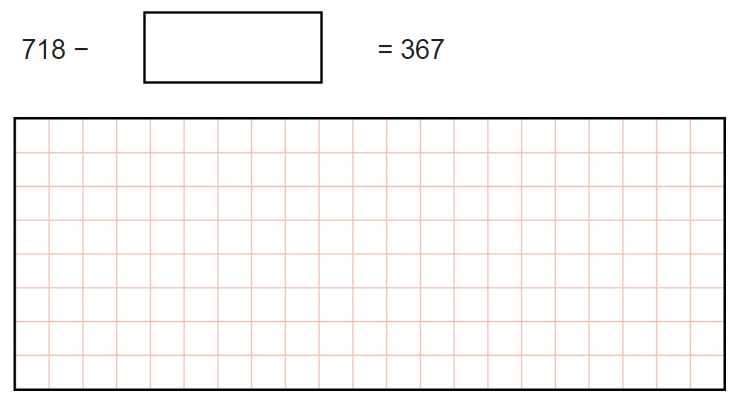 718 − = 367